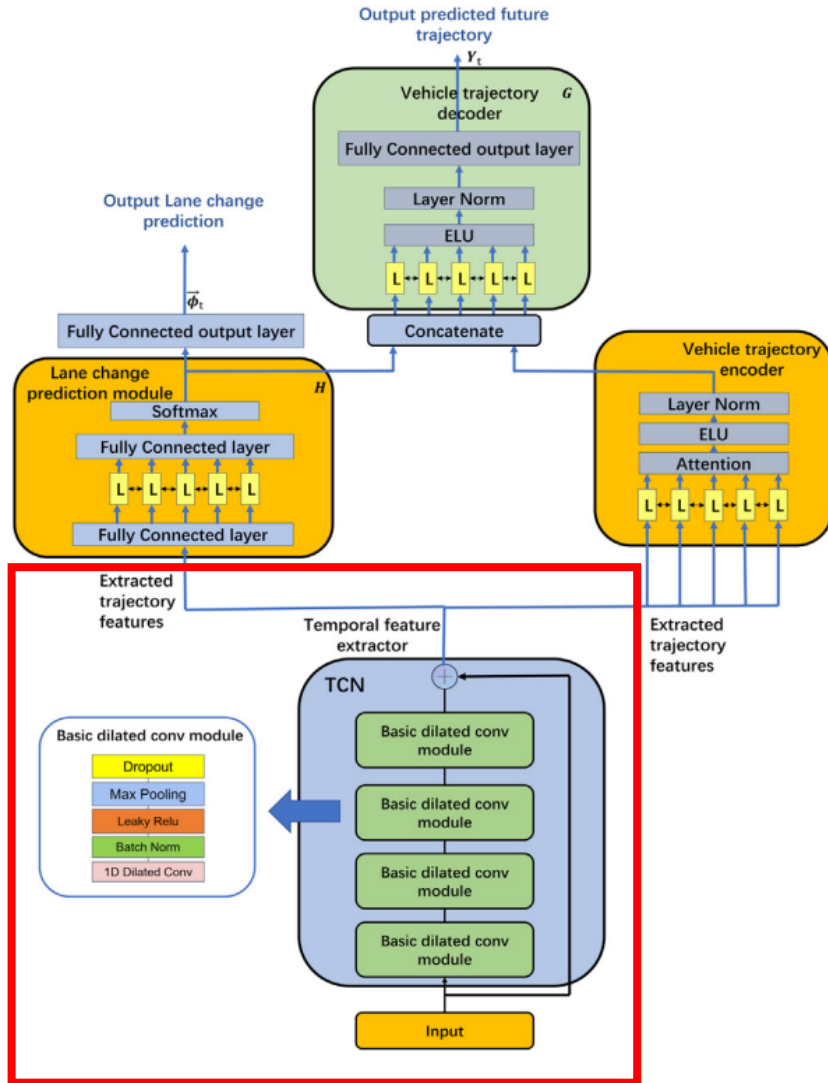 Output predicted future
trajectory
Y_t
G
Vehicle trajectory
decoder
Fully Connected output layer
Layer Norm
ELU
L L L L L
Concatenate
Output Lane change
prediction
ϕ⃗_t
Fully Connected output layer
Lane change
prediction module
H
Softmax
Fully Connected layer
L L L L L
Fully Connected layer
Vehicle trajectory
encoder
Layer Norm
ELU
Attention
L L L L L
Extracted
trajectory
features
Temporal feature
extractor
Extracted
trajectory
features
TCN
+
Basic dilated conv
module
Basic dilated conv
module
Basic dilated conv
module
Basic dilated conv
module
Input
Basic dilated conv module
Dropout
Max Pooling
Leaky Relu
Batch Norm
1D Dilated Conv